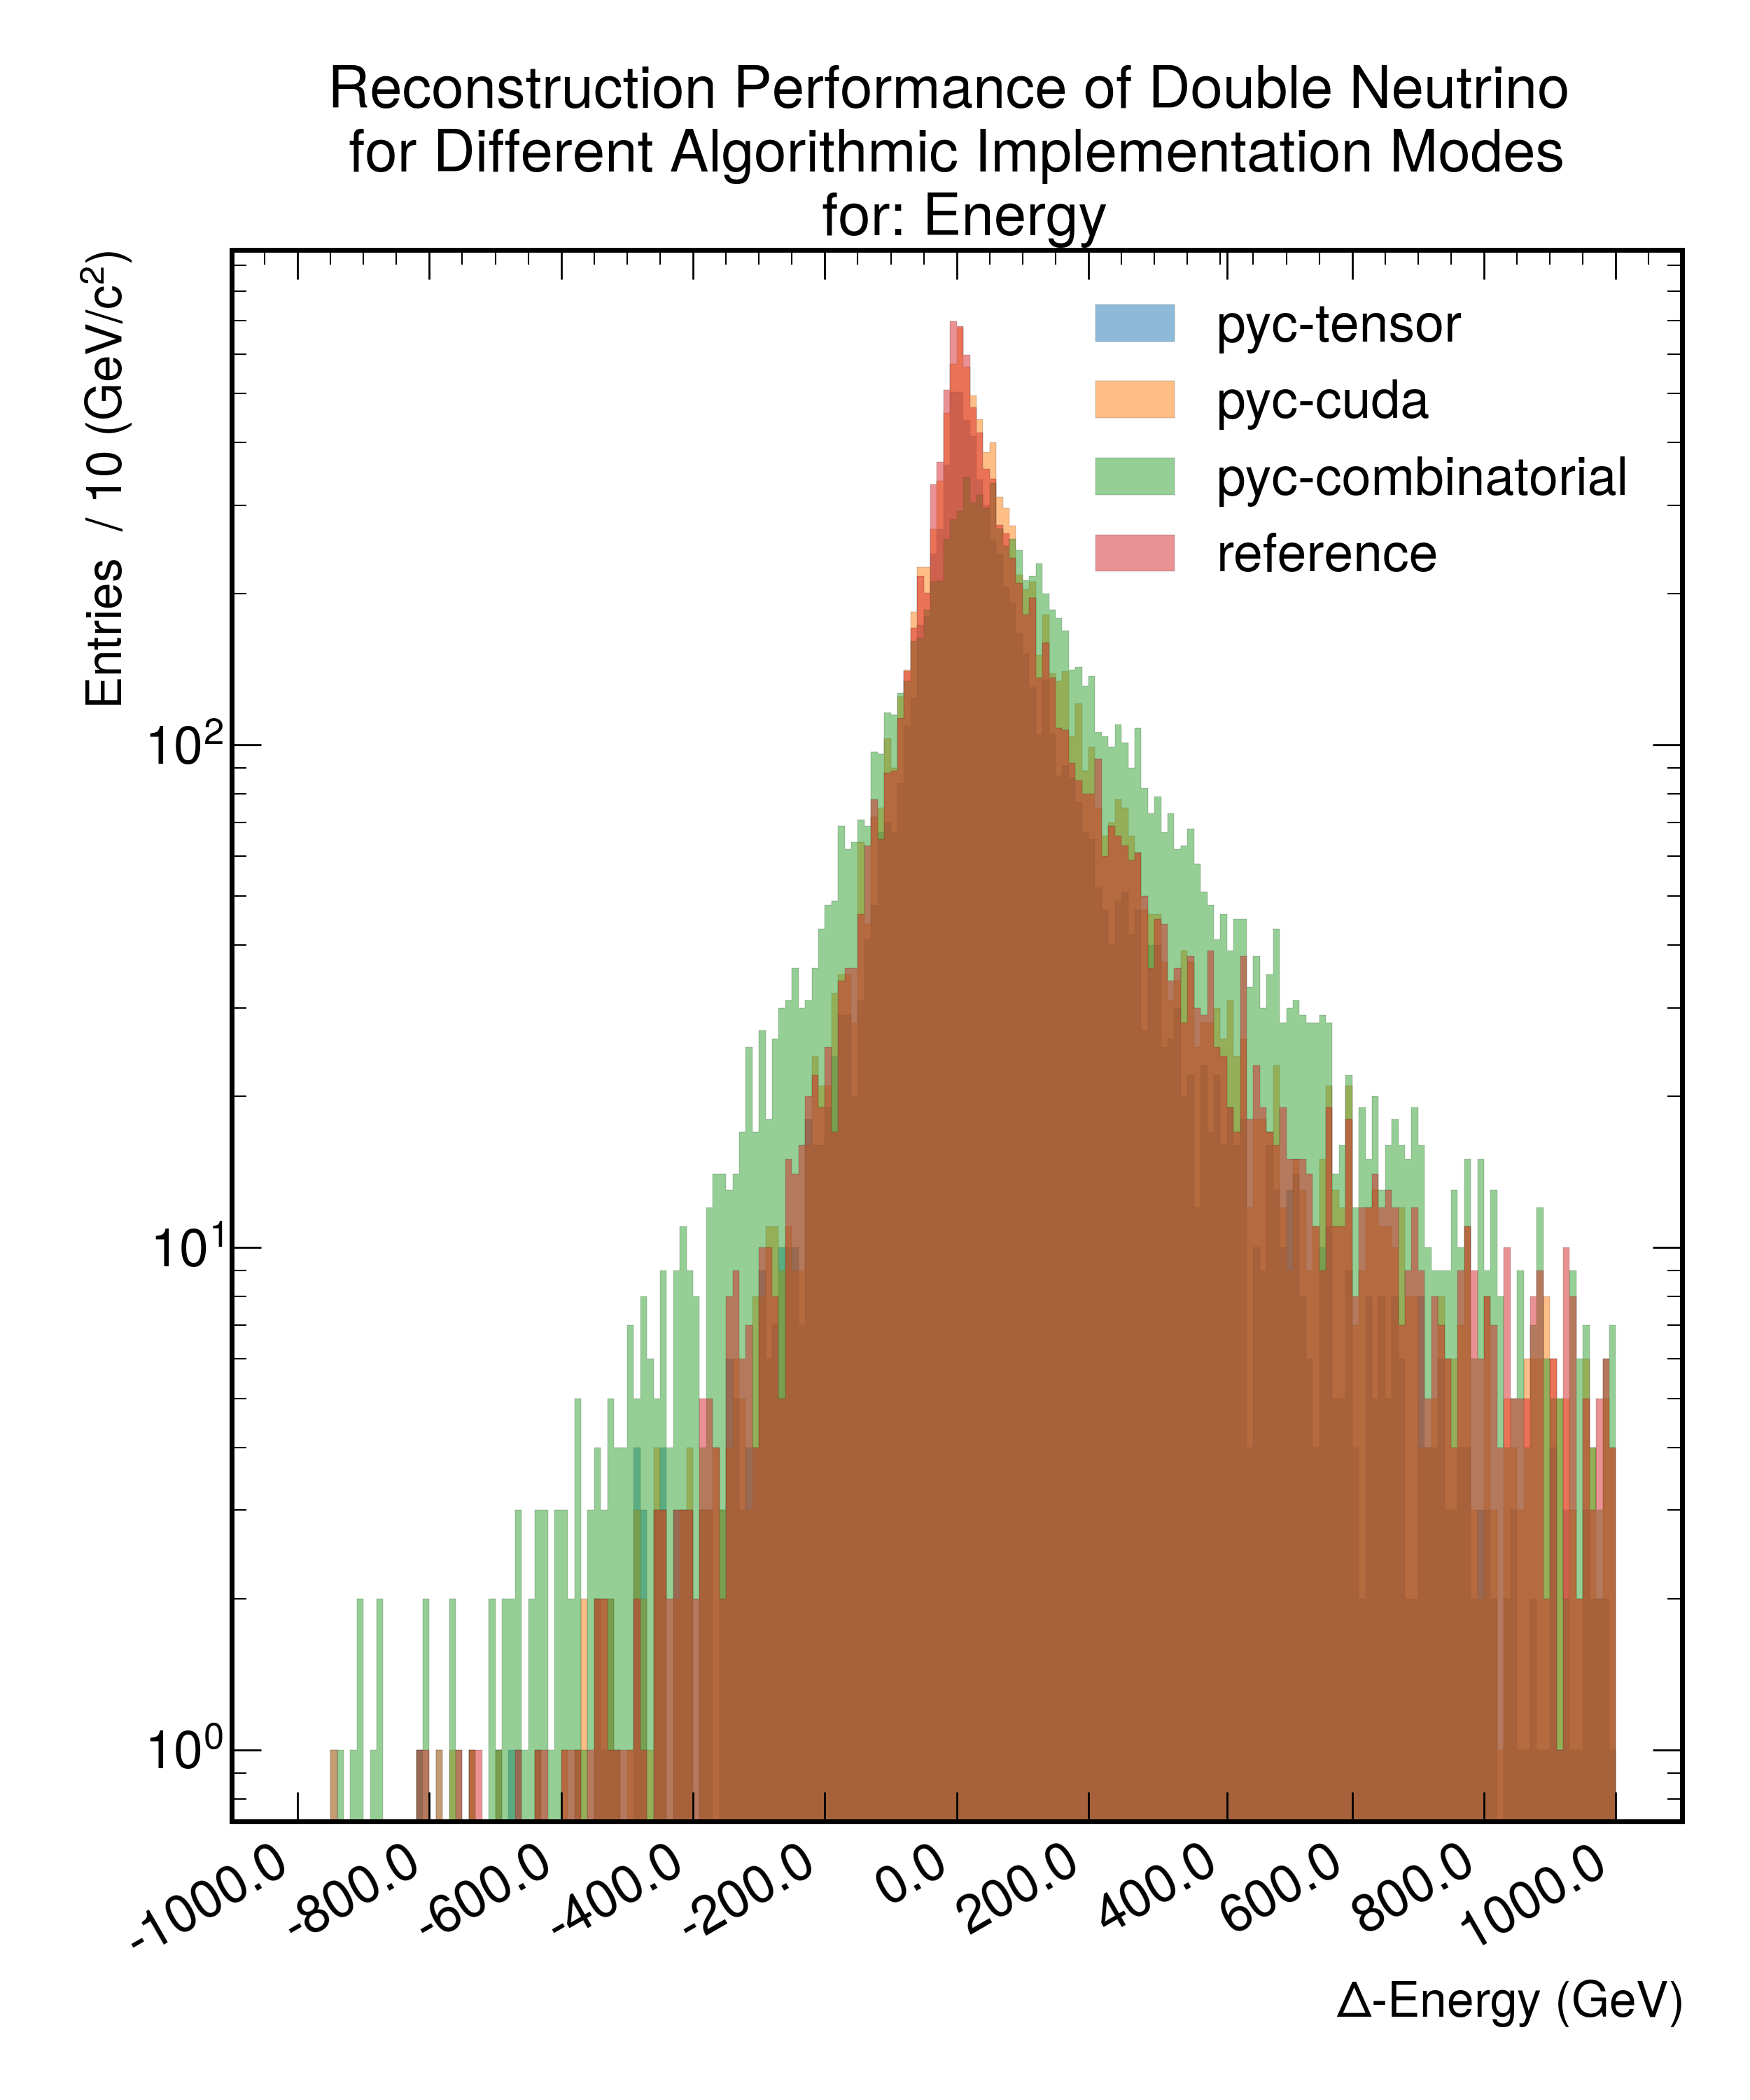 Reconstruction Performance of Double Neutrino
for Different Algorithmic Implementation Modes
for: Energy
Entries / 10 (GeV/c²)
pyc-tensor
pyc-cuda
pyc-combinatorial
reference
10²
10¹
10⁰
-1000.0 -800.0 -600.0 -400.0 -200.0 0.0 200.0 400.0 600.0 800.0 1000.0
Δ-Energy (GeV)